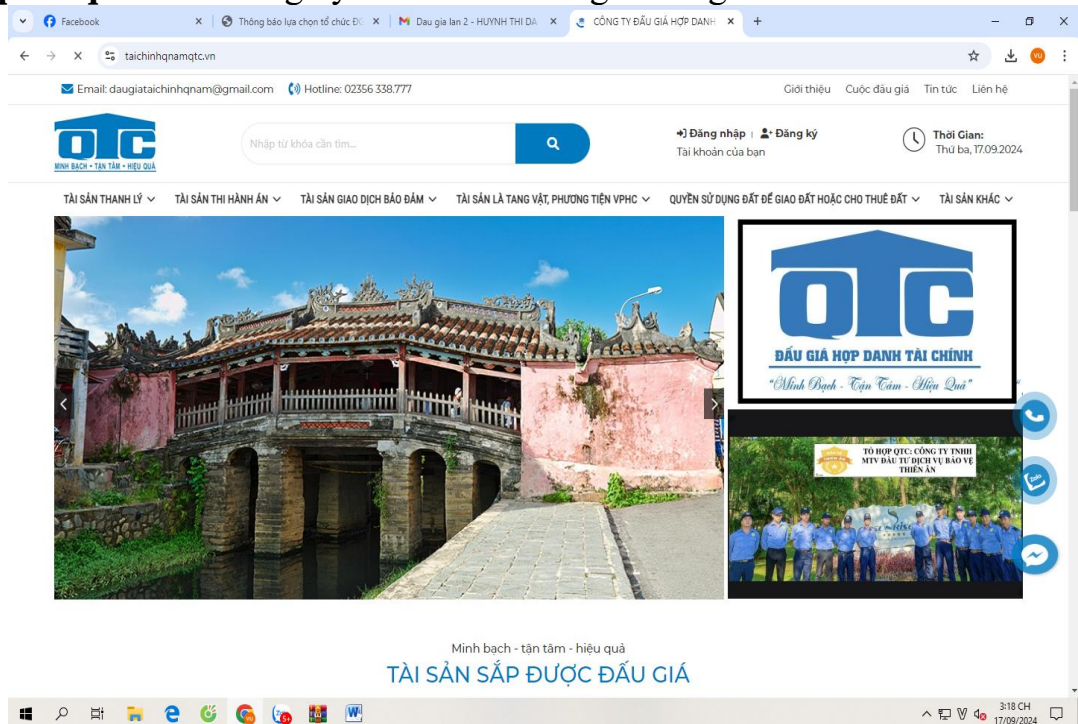 Facebook
Thông báo lựa chọn tổ chức ĐG
Dau gia lan 2 - HUYNH THI DA
CÔNG TY ĐẤU GIÁ HỢP DANH
taichinhqnamqtc.vn
VU
Email: daugiataichinhqnam@gmail.com
Hotline: 02356 338.777
Giới thiệu Cuộc đấu giá Tin tức Liên hệ
QTC
MINH BẠCH - TẬN TÂM - HIỆU QUẢ
Nhập từ khóa cần tìm...
Đăng nhập | Đăng ký
Tài khoản của bạn
Thời Gian:
Thứ ba, 17.09.2024
TÀI SẢN THANH LÝ TÀI SẢN THI HÀNH ÁN TÀI SẢN GIAO DỊCH BẢO ĐẢM TÀI SẢN LÀ TANG VẬT, PHƯƠNG TIỆN VPHC QUYỀN SỬ DỤNG ĐẤT ĐỂ GIAO ĐẤT HOẶC CHO THUÊ ĐẤT TÀI SẢN KHÁC
QTC
ĐẤU GIÁ HỢP DANH TÀI CHÍNH
"Minh Bạch - Tận Tâm - Hiệu Quả"
TỔ HỢP QTC: CÔNG TY TNHH
MTV ĐẦU TƯ DỊCH VỤ BẢO VỆ
THIÊN ÂN
Zalo
Minh bạch - tận tâm - hiệu quả
TÀI SẢN SẮP ĐƯỢC ĐẤU GIÁ
5+
3:18 CH
17/09/2024